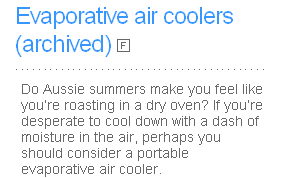 Evaporative air coolers
(archived) F
Do Aussie summers make you feel like
you're roasting in a dry oven? If you're
desperate to cool down with a dash of
moisture in the air, perhaps you
should consider a portable
evaporative air cooler.